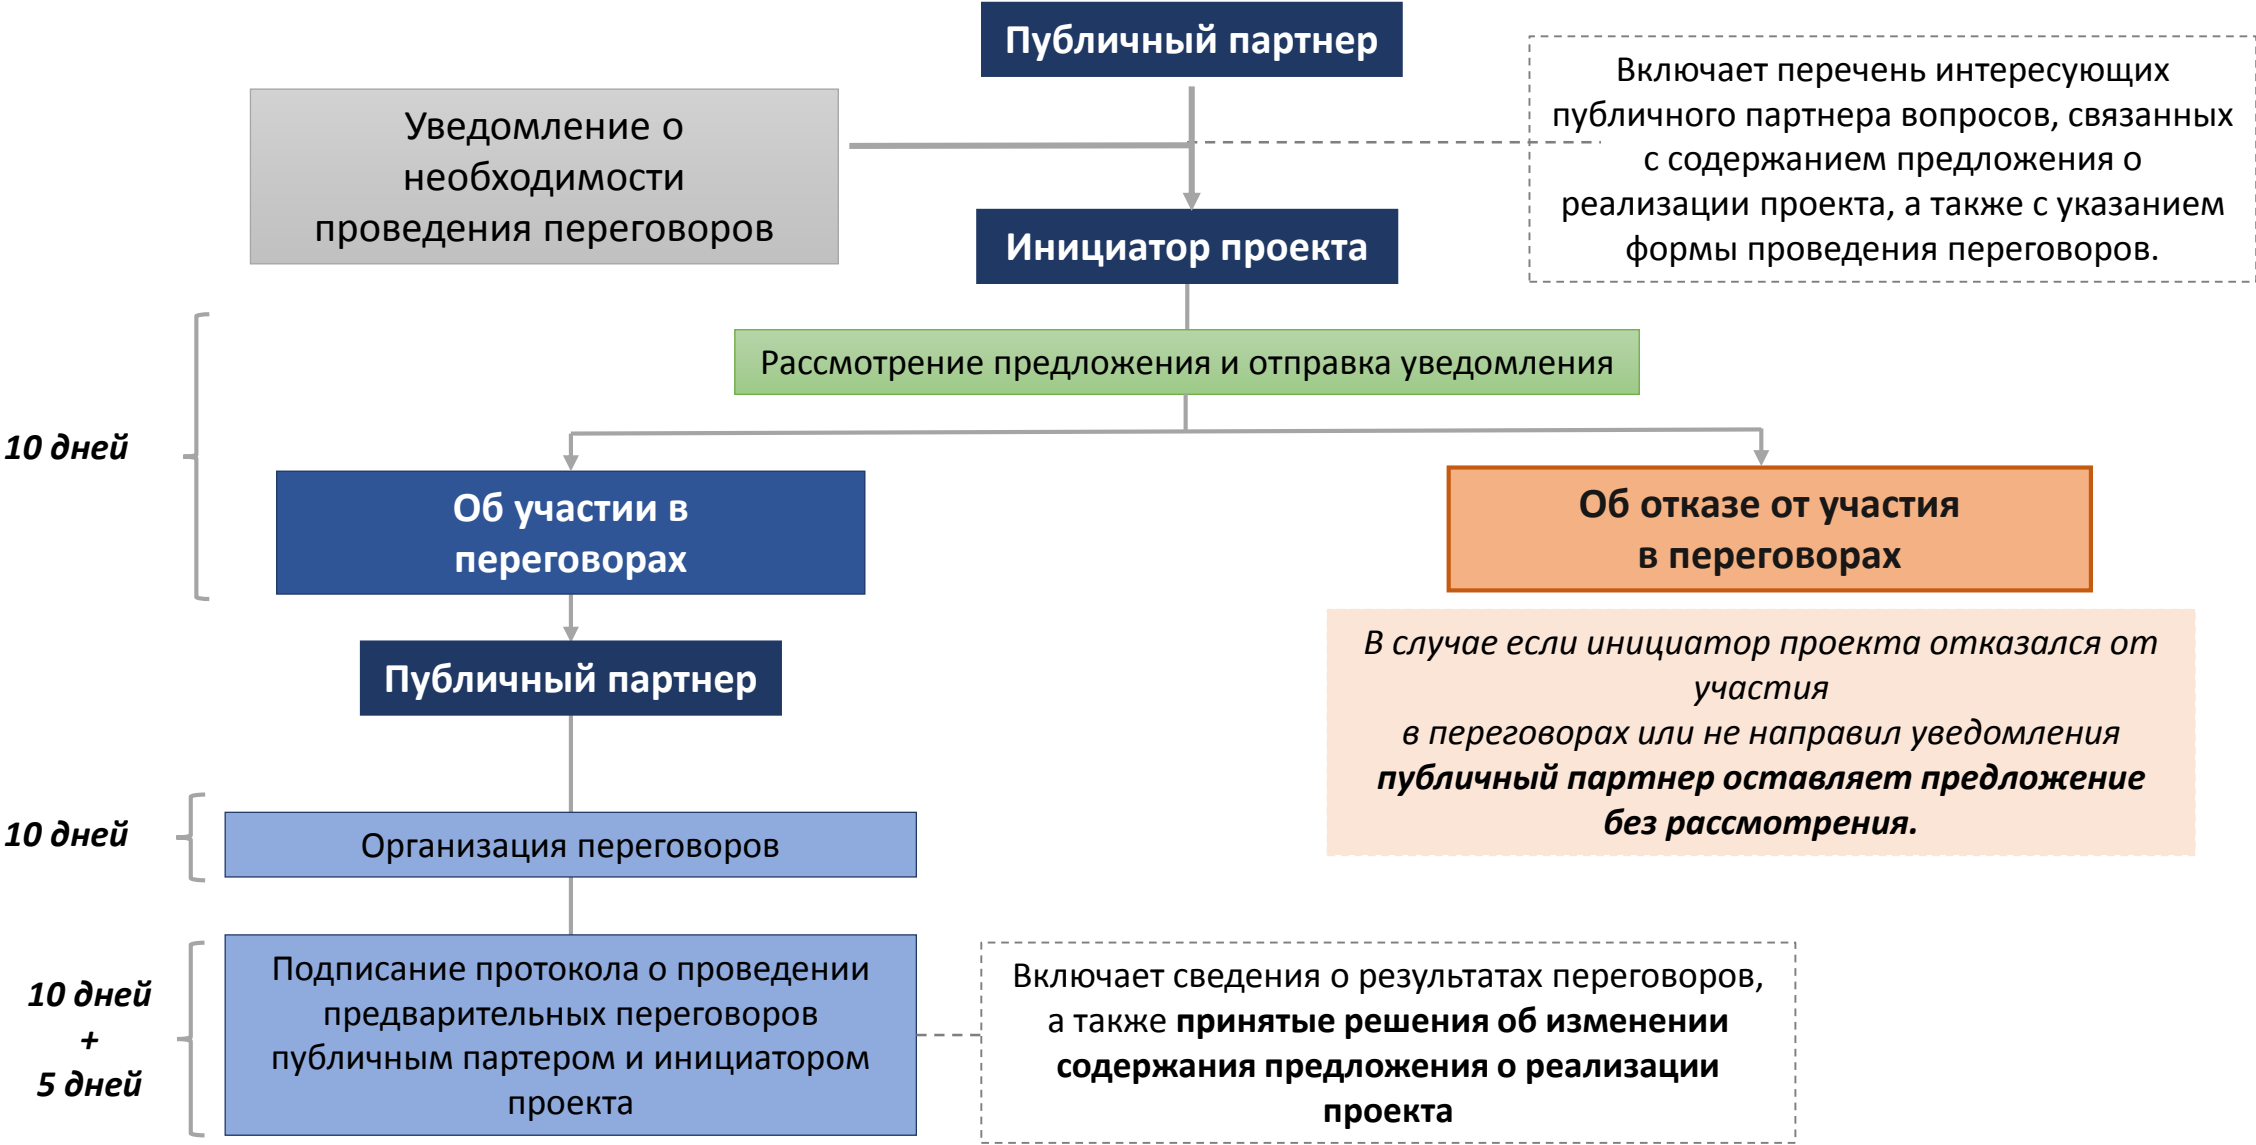 Публичный партнер
Уведомление о
необходимости
проведения переговоров
Включает перечень интересующих
публичного партнера вопросов, связанных
с содержанием предложения о
реализации проекта, а также с указанием
формы проведения переговоров.
Инициатор проекта
Рассмотрение предложения и отправка уведомления
10 дней
Об участии в
переговорах
Об отказе от участия
в переговорах
Публичный партнер
В случае если инициатор проекта отказался от
участия
в переговорах или не направил уведомления
публичный партнер оставляет предложение
без рассмотрения.
10 дней
Организация переговоров
10 дней
+
5 дней
Подписание протокола о проведении
предварительных переговоров
публичным партером и инициатором
проекта
Включает сведения о результатах переговоров,
а также принятые решения об изменении
содержания предложения о реализации
проекта